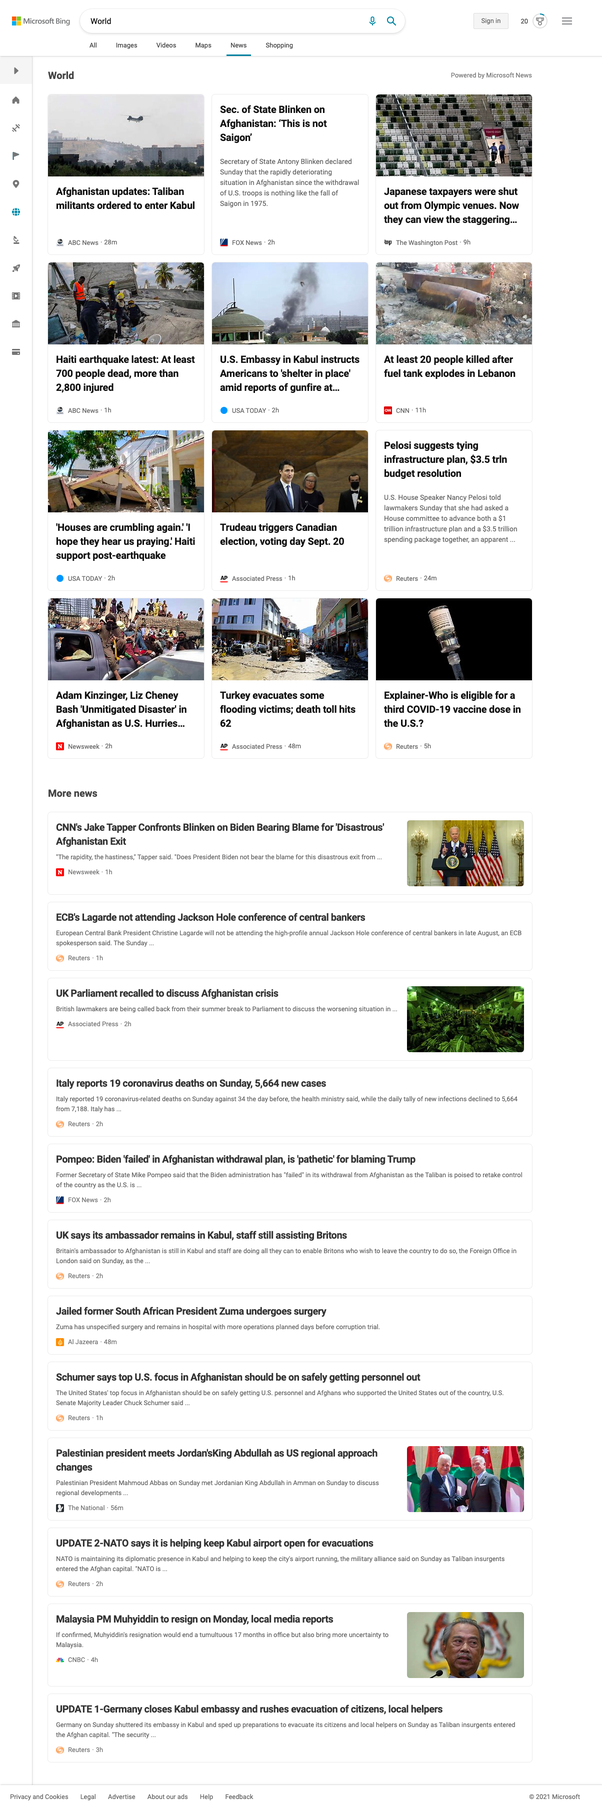 Microsoft Bing
World
Sign in
20
All
Images
Videos
Maps
News
Shopping
World
Powered by Microsoft News
Afghanistan updates: Taliban
militants ordered to enter Kabul
ABC News · 28m
Sec. of State Blinken on
Afghanistan: 'This is not
Saigon'
Secretary of State Antony Blinken declared
Sunday that the rapidly deteriorating
situation in Afghanistan since the withdrawal
of U.S. troops is nothing like the fall of
Saigon in 1975.
FOX News · 2h
Japanese taxpayers were shut
out from Olympic venues. Now
they can view the staggering...
The Washington Post · 9h
Haiti earthquake latest: At least
700 people dead, more than
2,800 injured
ABC News · 1h
U.S. Embassy in Kabul instructs
Americans to 'shelter in place'
amid reports of gunfire at...
USA TODAY · 2h
At least 20 people killed after
fuel tank explodes in Lebanon
CNN · 11h
'Houses are crumbling again.' 'I
hope they hear us praying.' Haiti
support post-earthquake
USA TODAY · 2h
Trudeau triggers Canadian
election, voting day Sept. 20
AP Associated Press · 1h
Pelosi suggests tying
infrastructure plan, $3.5 trln
budget resolution
U.S. House Speaker Nancy Pelosi told
lawmakers Sunday that she had asked a
House committee to advance both a $1
trillion infrastructure plan and a $3.5 trillion
spending package together, an apparent ...
Reuters · 24m
Adam Kinzinger, Liz Cheney
Bash 'Unmitigated Disaster' in
Afghanistan as U.S. Hurries...
N Newsweek · 2h
Turkey evacuates some
flooding victims; death toll hits
62
AP Associated Press · 48m
Explainer-Who is eligible for a
third COVID-19 vaccine dose in
the U.S.?
Reuters · 5h
More news
CNN's Jake Tapper Confronts Blinken on Biden Bearing Blame for 'Disastrous'
Afghanistan Exit
"The rapidity, the hastiness," Tapper said. "Does President Biden not bear the blame for this disastrous exit from ...
N Newsweek · 1h
ECB's Lagarde not attending Jackson Hole conference of central bankers
European Central Bank President Christine Lagarde will not be attending the high-profile annual Jackson Hole conference of central bankers in late August, an ECB
spokesperson said. The Sunday ...
Reuters · 1h
UK Parliament recalled to discuss Afghanistan crisis
British lawmakers are being called back from their summer break to Parliament to discuss the worsening situation in ...
AP Associated Press · 2h
Italy reports 19 coronavirus deaths on Sunday, 5,664 new cases
Italy reported 19 coronavirus-related deaths on Sunday against 34 the day before, the health ministry said, while the daily tally of new infections declined to 5,664
from 7,188. Italy has ...
Reuters · 2h
Pompeo: Biden 'failed' in Afghanistan withdrawal plan, is 'pathetic' for blaming Trump
Former Secretary of State Mike Pompeo said that the Biden administration has "failed" in its withdrawal from Afghanistan as the Taliban is poised to retake control
of the country as the U.S. is ...
FOX News · 2h
UK says its ambassador remains in Kabul, staff still assisting Britons
Britain's ambassador to Afghanistan is still in Kabul and staff are doing all they can to enable Britons who wish to leave the country to do so, the Foreign Office in
London said on Sunday, as the ...
Reuters · 2h
Jailed former South African President Zuma undergoes surgery
Zuma has unspecified surgery and remains in hospital with more operations planned days before corruption trial.
Al Jazeera · 48m
Schumer says top U.S. focus in Afghanistan should be on safely getting personnel out
The United States' top focus in Afghanistan should be on safely getting U.S. personnel and Afghans who supported the United States out of the country, U.S.
Senate Majority Leader Chuck Schumer said ...
Reuters · 1h
Palestinian president meets Jordan'sKing Abdullah as US regional approach
changes
Palestinian President Mahmoud Abbas on Sunday met Jordanian King Abdullah in Amman on Sunday to discuss
regional developments ...
The National · 56m
UPDATE 2-NATO says it is helping keep Kabul airport open for evacuations
NATO is maintaining its diplomatic presence in Kabul and helping to keep the city's airport running, the military alliance said on Sunday as Taliban insurgents
entered the Afghan capital. "NATO is ...
Reuters · 2h
Malaysia PM Muhyiddin to resign on Monday, local media reports
If confirmed, Muhyiddin's resignation would end a tumultuous 17 months in office but also bring more uncertainty to
Malaysia.
CNBC · 4h
UPDATE 1-Germany closes Kabul embassy and rushes evacuation of citizens, local helpers
Germany on Sunday shuttered its embassy in Kabul and sped up preparations to evacuate its citizens and local helpers on Sunday as Taliban insurgents entered
the Afghan capital. "The security ...
Reuters · 3h
Privacy and Cookies
Legal
Advertise
About our ads
Help
Feedback
© 2021 Microsoft